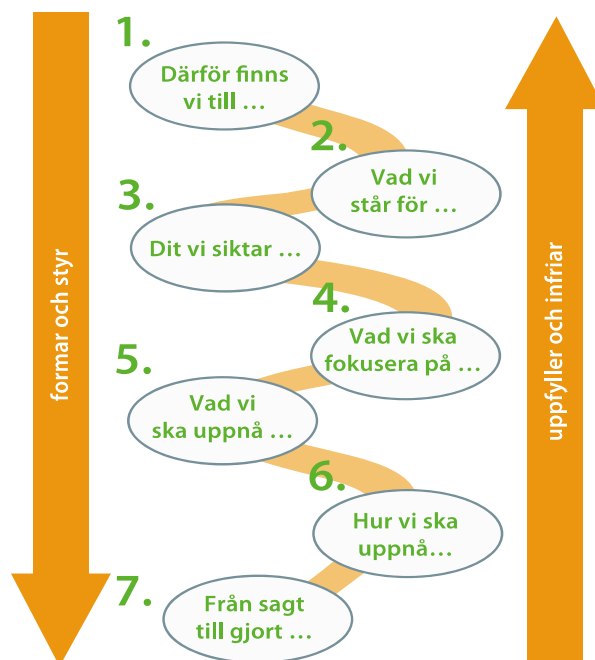 1.
Därför finns
vi till …
2.
Vad vi
står för …
3.
Dit vi siktar …
4.
Vad vi ska
fokusera på …
5.
Vad vi
ska uppnå …
6.
Hur vi ska
uppnå…
7.
Från sagt
till gjort …
formar och styr
uppfyller och infriar